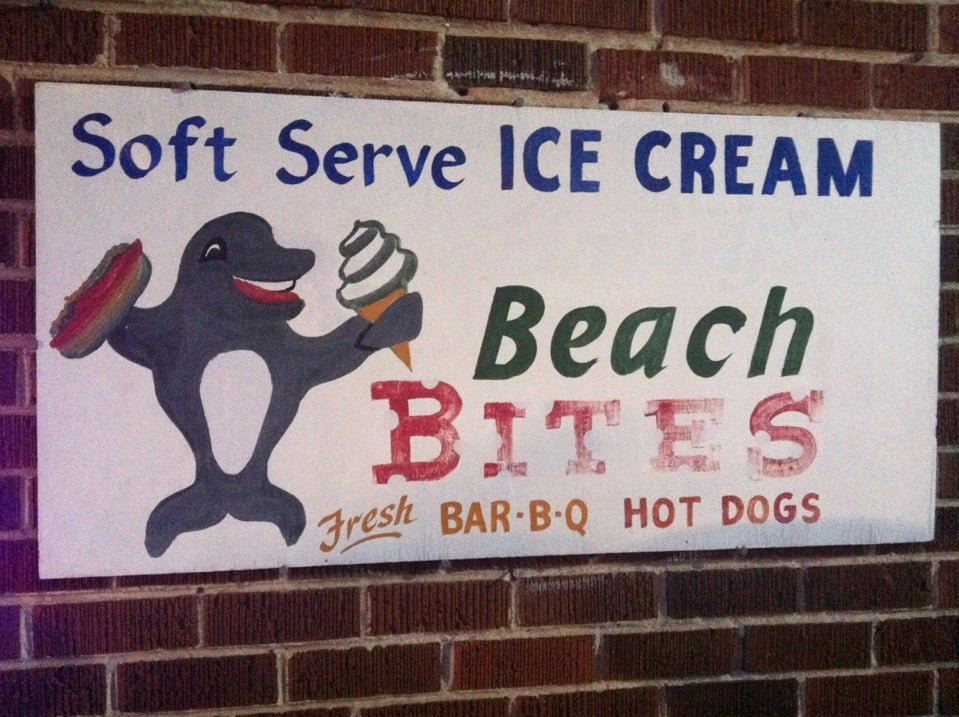 Soft Serve ICE CREAM
Beach
BITES
Fresh BAR·B·Q HOT DOGS